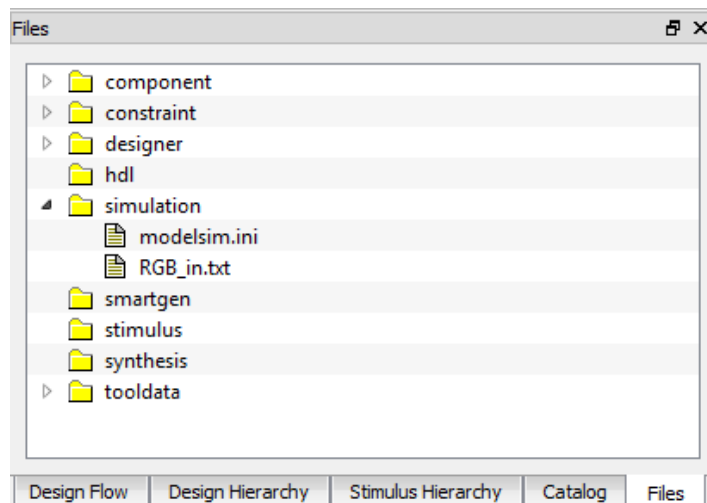 Files
component
constraint
designer
hdl
simulation
modelsim.ini
RGB_in.txt
smartgen
stimulus
synthesis
tooldata
Design Flow Design Hierarchy Stimulus Hierarchy Catalog Files